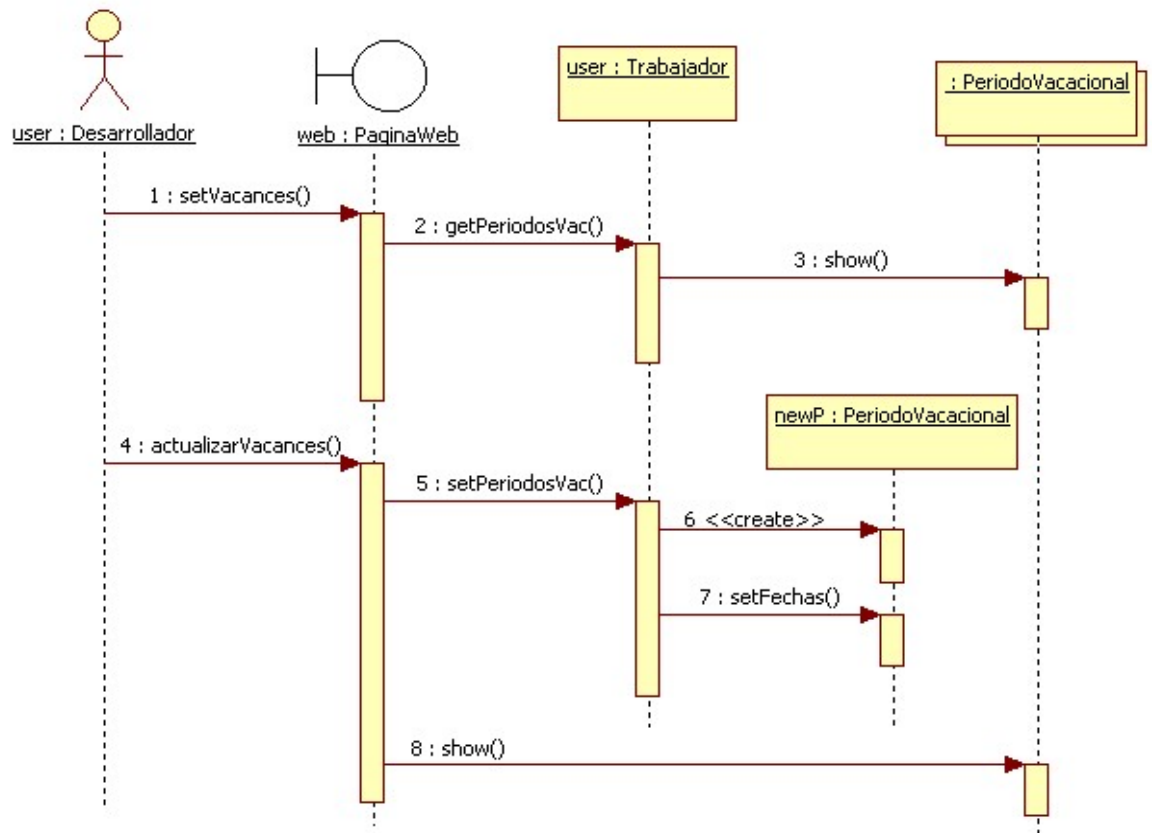 user : Desarrollador
web : PaginaWeb
user : Trabajador
: PeriodoVacacional
1 : setVacances()
2 : getPeriodosVac()
3 : show()
newP : PeriodoVacacional
4 : actualizarVacances()
5 : setPeriodosVac()
6 <<create>>
7 : setFechas()
8 : show()